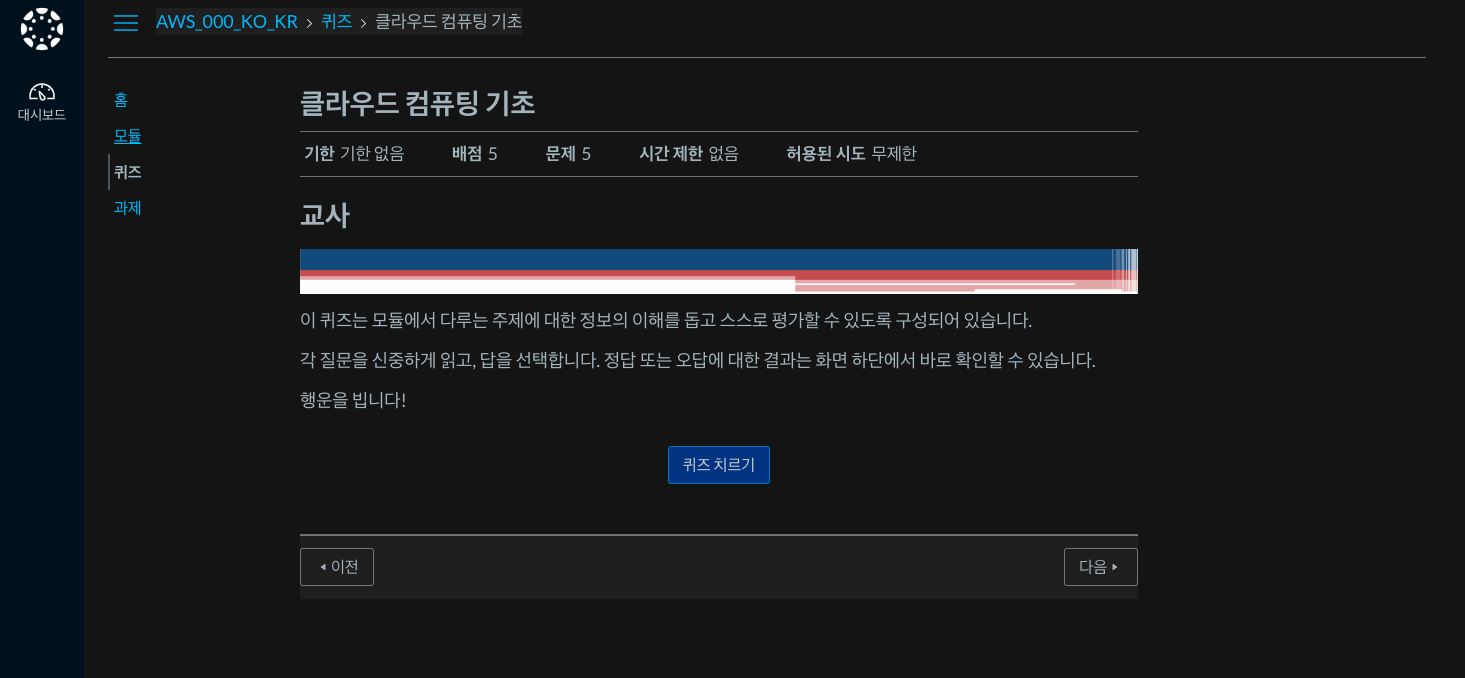 AWS_000_KO_KR > 퀴즈 > 클라우드 컴퓨팅 기초
대시보드
홈
모듈
퀴즈
과제
클라우드 컴퓨팅 기초
기한 기한 없음 배점 5 문제 5 시간 제한 없음 허용된 시도 무제한
교사
이 퀴즈는 모듈에서 다루는 주제에 대한 정보의 이해를 돕고 스스로 평가할 수 있도록 구성되어 있습니다.
각 질문을 신중하게 읽고, 답을 선택합니다. 정답 또는 오답에 대한 결과는 화면 하단에서 바로 확인할 수 있습니다.
행운을 빕니다!
퀴즈 치르기
이전
다음